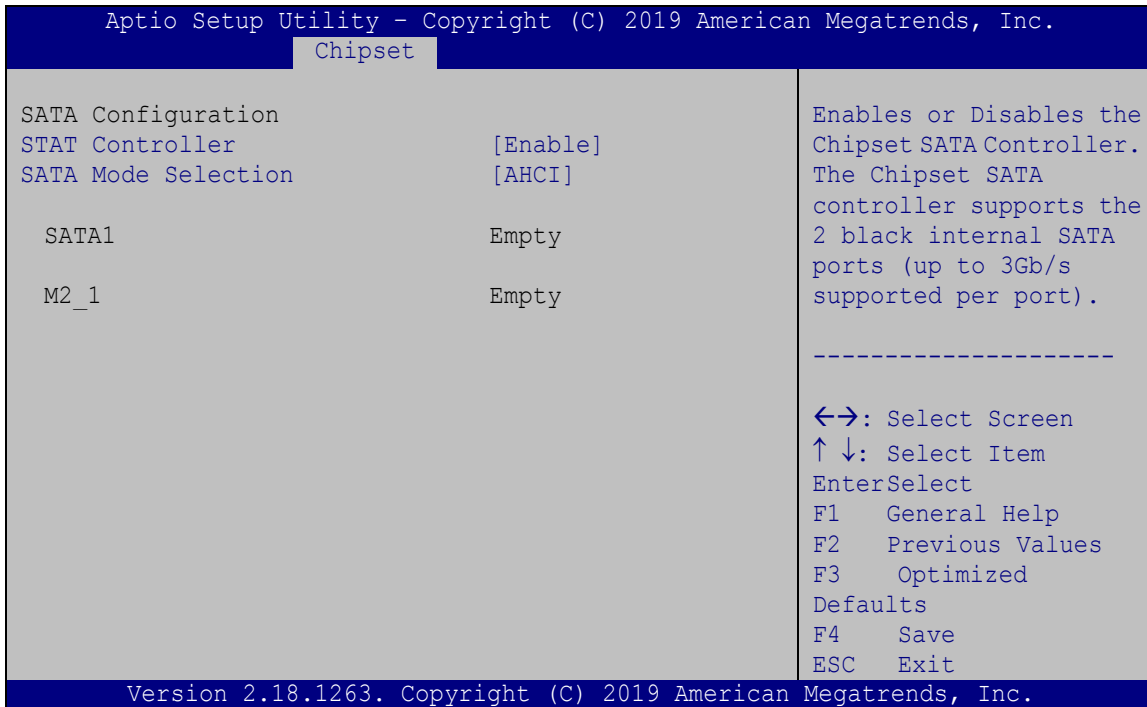 Aptio Setup Utility – Copyright (C) 2019 American Megatrends, Inc.
Chipset
SATA Configuration
STAT Controller [Enable]
SATA Mode Selection [AHCI]
SATA1 Empty
M2_1 Empty
Enables or Disables the
Chipset SATA Controller.
The Chipset SATA
controller supports the
2 black internal SATA
ports (up to 3Gb/s
supported per port).
---------------------
←→: Select Screen
↑ ↓: Select Item
EnterSelect
F1 General Help
F2 Previous Values
F3 Optimized
Defaults
F4 Save
ESC Exit
Version 2.18.1263. Copyright (C) 2019 American Megatrends, Inc.